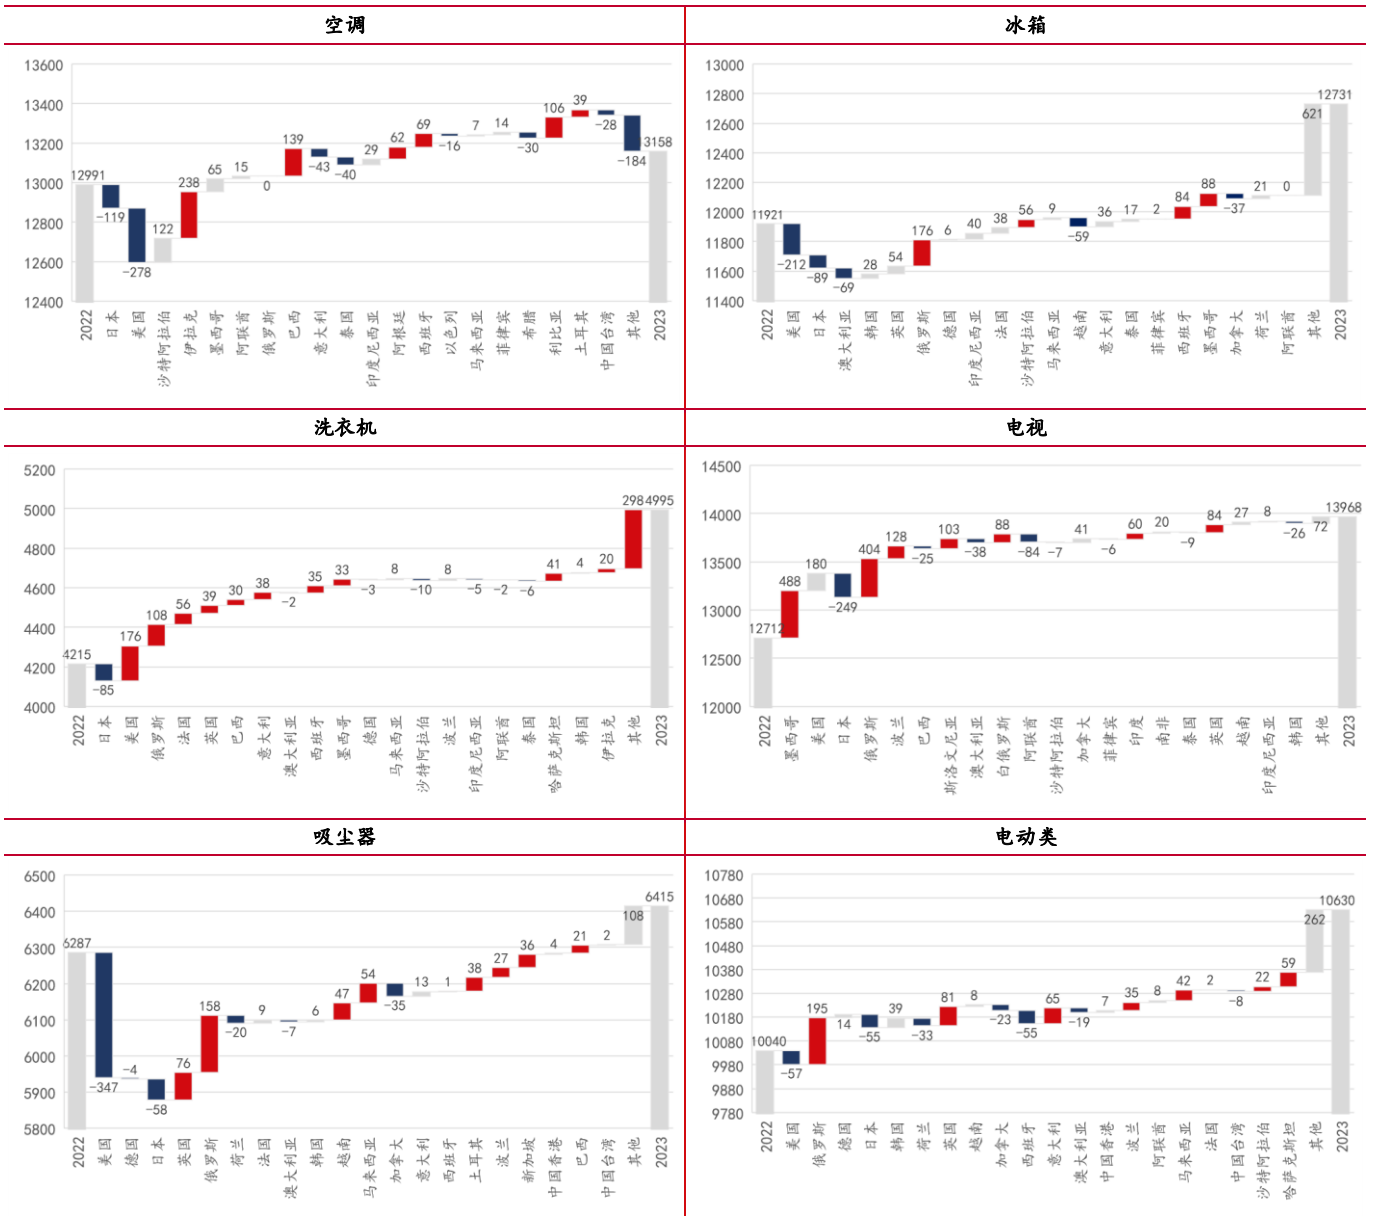 空调
13600
13400
13200
13000
12800
12600
12400
12991
−119
−278
122
238
65
15
0
139
−43
−40
29
62
69
−16
7
14
−30
106
39
−28
−184
13158
2022
日本
美国
沙特阿拉伯
伊拉克
墨西哥
阿联酋
俄罗斯
巴西
意大利
泰国
印度尼西亚
阿根廷
西班牙
以色列
马来西亚
菲律宾
希腊
利比亚
土耳其
中国台湾
其他
2023
冰箱
13000
12800
12600
12400
12200
12000
11800
11600
11400
11921
−212
−89
−69
28
54
176
6
40
38
56
9
−59
36
17
2
84
88
−37
21
0
621
12731
2022
美国
日本
澳大利亚
韩国
英国
俄罗斯
德国
印度尼西亚
法国
沙特阿拉伯
马来西亚
越南
意大利
泰国
菲律宾
西班牙
墨西哥
加拿大
荷兰
阿联酋
其他
2023
洗衣机
5200
5000
4800
4600
4400
4200
4000
4215
−85
176
108
56
39
30
38
−2
35
33
−3
8
−10
8
−5
−2
−6
41
4
20
298
4995
2022
日本
美国
俄罗斯
法国
英国
巴西
意大利
澳大利亚
西班牙
墨西哥
德国
马来西亚
沙特阿拉伯
波兰
印度尼西亚
阿联酋
泰国
哈萨克斯坦
韩国
伊拉克
其他
2023
电视
14500
14000
13500
13000
12500
12000
12712
488
180
−249
404
128
−25
103
−38
88
−84
−7
41
−6
60
20
−9
84
27
8
−26
72
13968
2022
墨西哥
美国
日本
俄罗斯
波兰
巴西
斯洛文尼亚
澳大利亚
白俄罗斯
阿联酋
沙特阿拉伯
加拿大
菲律宾
印度
南非
泰国
英国
越南
印度尼西亚
韩国
其他
2023
吸尘器
6500
6400
6300
6200
6100
6000
5900
5800
6287
−347
−4
−58
76
158
−20
9
−7
6
47
54
−35
13
1
38
27
36
4
21
2
108
6415
2022
美国
德国
日本
英国
俄罗斯
荷兰
法国
澳大利亚
韩国
越南
马来西亚
加拿大
意大利
西班牙
土耳其
波兰
新加坡
中国香港
巴西
中国台湾
其他
2023
电动类
10780
10680
10580
10480
10380
10280
10180
10080
9980
9880
9780
10040
−57
195
14
−55
39
−33
81
8
−23
−55
65
−19
7
35
8
42
2
−8
22
59
262
10630
2022
美国
俄罗斯
德国
日本
韩国
荷兰
英国
越南
加拿大
西班牙
意大利
澳大利亚
中国香港
波兰
阿联酋
马来西亚
法国
中国台湾
沙特阿拉伯
哈萨克斯坦
其他
2023